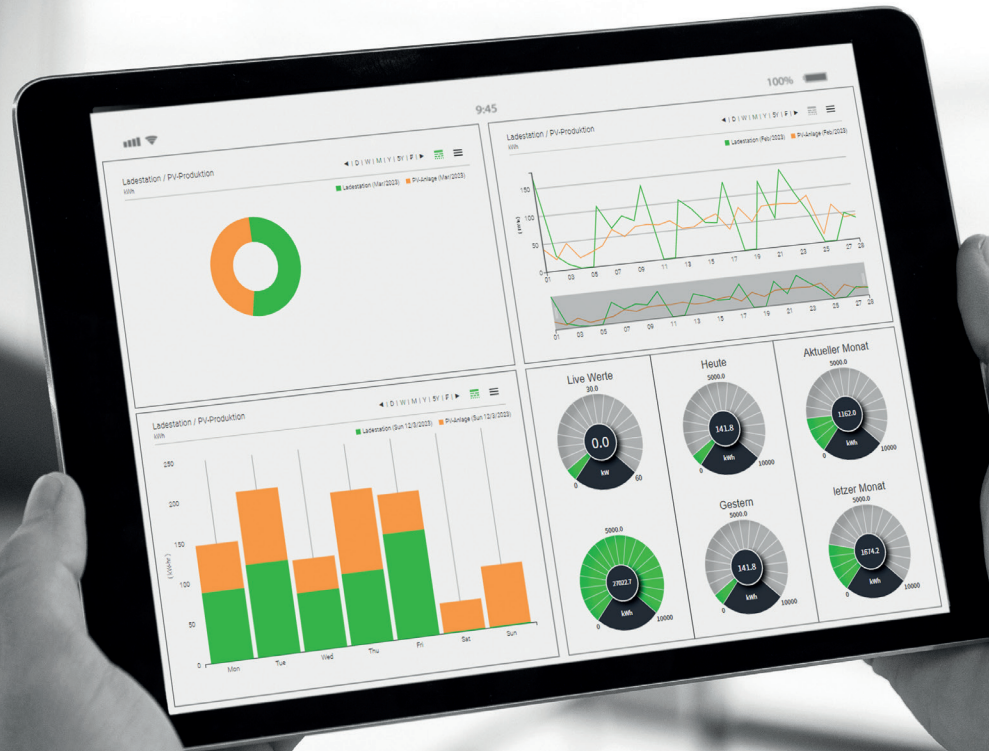 9:45
100%
Ladestation / PV-Produktion
kWh
◄ | D | W | M | Y | 5Y | F | ►
Ladestation (Mar/2023) PV-Anlage (Mar/2023)
Ladestation / PV-Produktion
kWh
◄ | D | W | M | Y | 5Y | F | ►
Ladestation (Feb/2023) PV-Anlage (Feb/2023)
150
100
50
0
01 03 05 07 09 11 13 15 17 19 21 23 25 27 28
01 03 05 07 09 11 13 15 17 19 21 23 25 27 28
Ladestation / PV-Produktion
kWh
◄ | D | W | M | Y | 5Y | F | ►
Ladestation (Sun 12/3/2023) PV-Anlage (Sun 12/3/2023)
250
200
150
100
50
0
Mon Tue Wed Thu Fri Sat Sun
Live Werte
30.0
0.0
kW
0 60
Heute
5000.0
141.8
kWh
0 10000
Aktueller Monat
5000.0
1162.0
kWh
0 10000
5000.0
27022.7
kWh
0 10000
Gestern
5000.0
141.8
kWh
0 10000
letzer Monat
5000.0
1674.2
kWh
0 10000